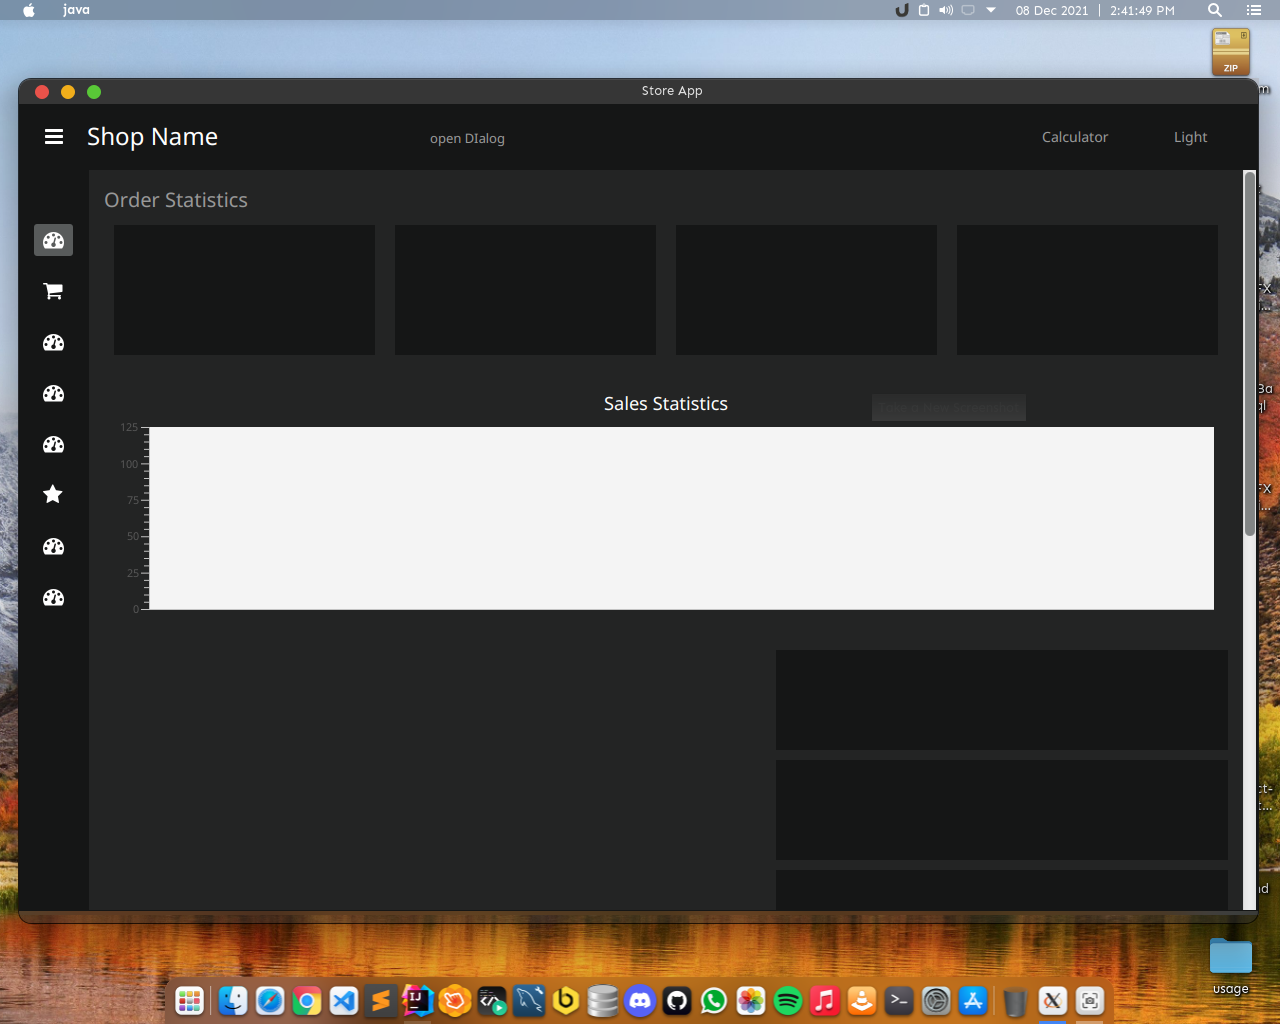 java
08 Dec 2021 | 2:41:49 PM
ZIP
Store App
Shop Name
open DIalog
Calculator
Light
Order Statistics
Sales Statistics
125
100
75
50
25
0
usage